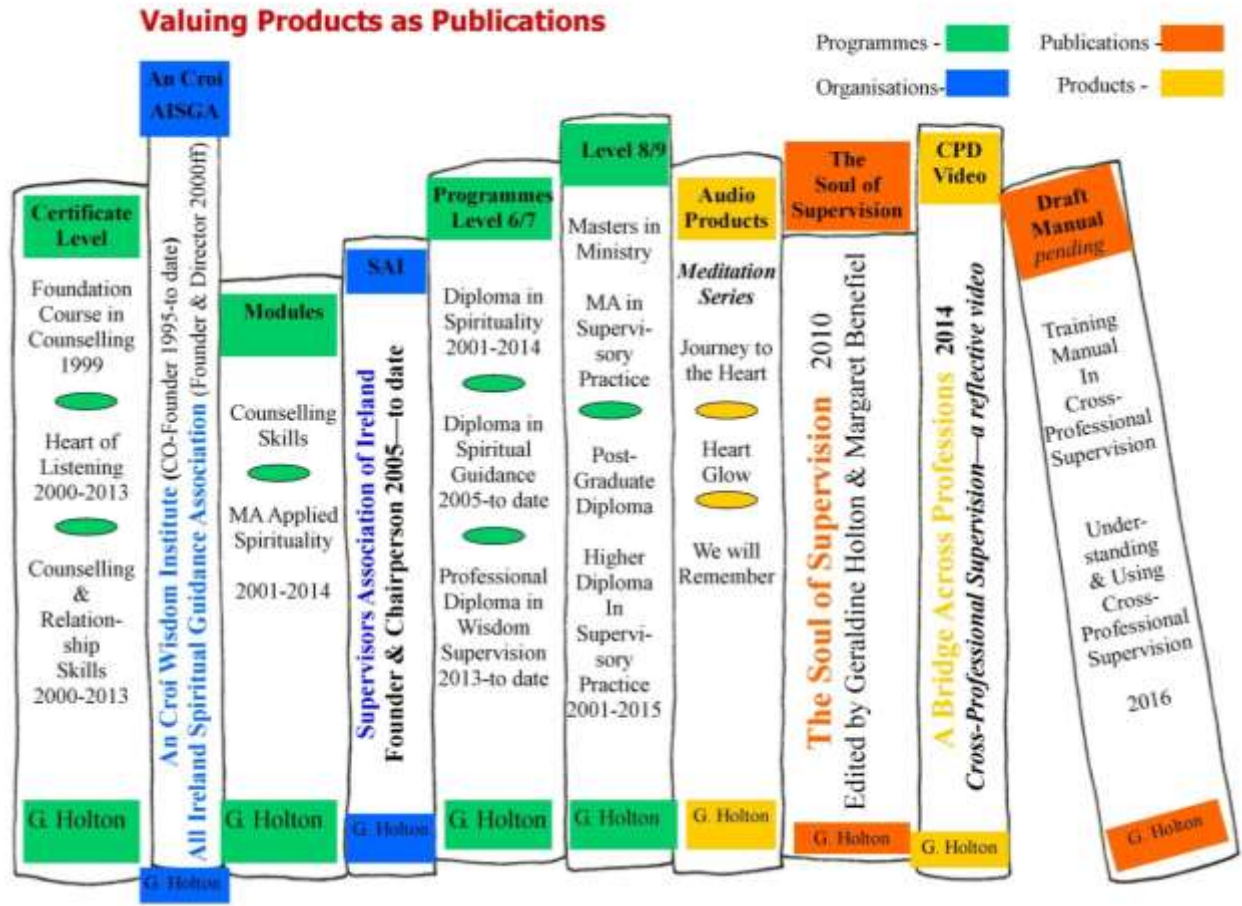 Valuing Products as Publications
Programmes -
Publications -
Organisations-
Products -
Certificate
Level
Foundation
Course in
Counselling
1999
Heart of
Listening
2000-2013
Counselling
&
Relation-
ship
Skills
2000-2013
G. Holton
An Croi
AISGA
An Croi Wisdom Institute (CO-Founder 1995-to date)
All Ireland Spiritual Guidance Association (Founder & Director 2000ff)
G. Holton
Modules
Counselling
Skills
MA Applied
Spirituality
2001-2014
G. Holton
SAI
Supervisors Association of Ireland
Founder & Chairperson 2005—to date
G. Holton
Programmes
Level 6/7
Diploma in
Spirituality
2001-2014
Diploma in
Spiritual
Guidance
2005-to date
Professional
Diploma in
Wisdom
Supervision
2013-to date
G. Holton
Level 8/9
Masters in
Ministry
MA in
Supervi-
sory
Practice
Post-
Graduate
Diploma
Higher
Diploma
In
Supervi-
sory
Practice
2001-2015
G. Holton
Audio
Products
Meditation
Series
Journey to
the Heart
Heart
Glow
We will
Remember
G. Holton
The
Soul of
Supervision
The Soul of Supervision 2010
Edited by Geraldine Holton & Margaret Benefiel
G. Holton
CPD
Video
A Bridge Across Professions 2014
Cross-Professional Supervision—a reflective video
G. Holton
Draft
Manual
pending
Training
Manual
In
Cross-
Professional
Supervision
Under-
standing
& Using
Cross-
Professional
Supervision
2016
G. Holton